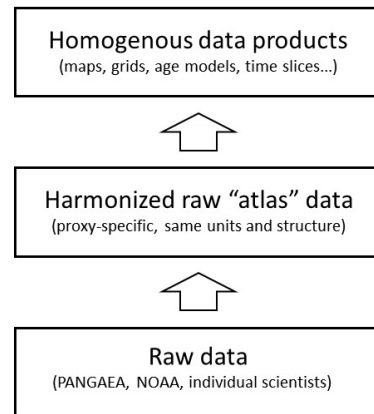 Homogenous data products
(maps, grids, age models, time slices...)
Harmonized raw “atlas” data
(proxy-specific, same units and structure)
Raw data
(PANGAEA, NOAA, individual scientists)